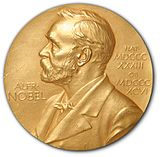 ALFR·
NOBEL
NAT·
MDCCC
XXXIII
OB·
MDCCC
XCVI